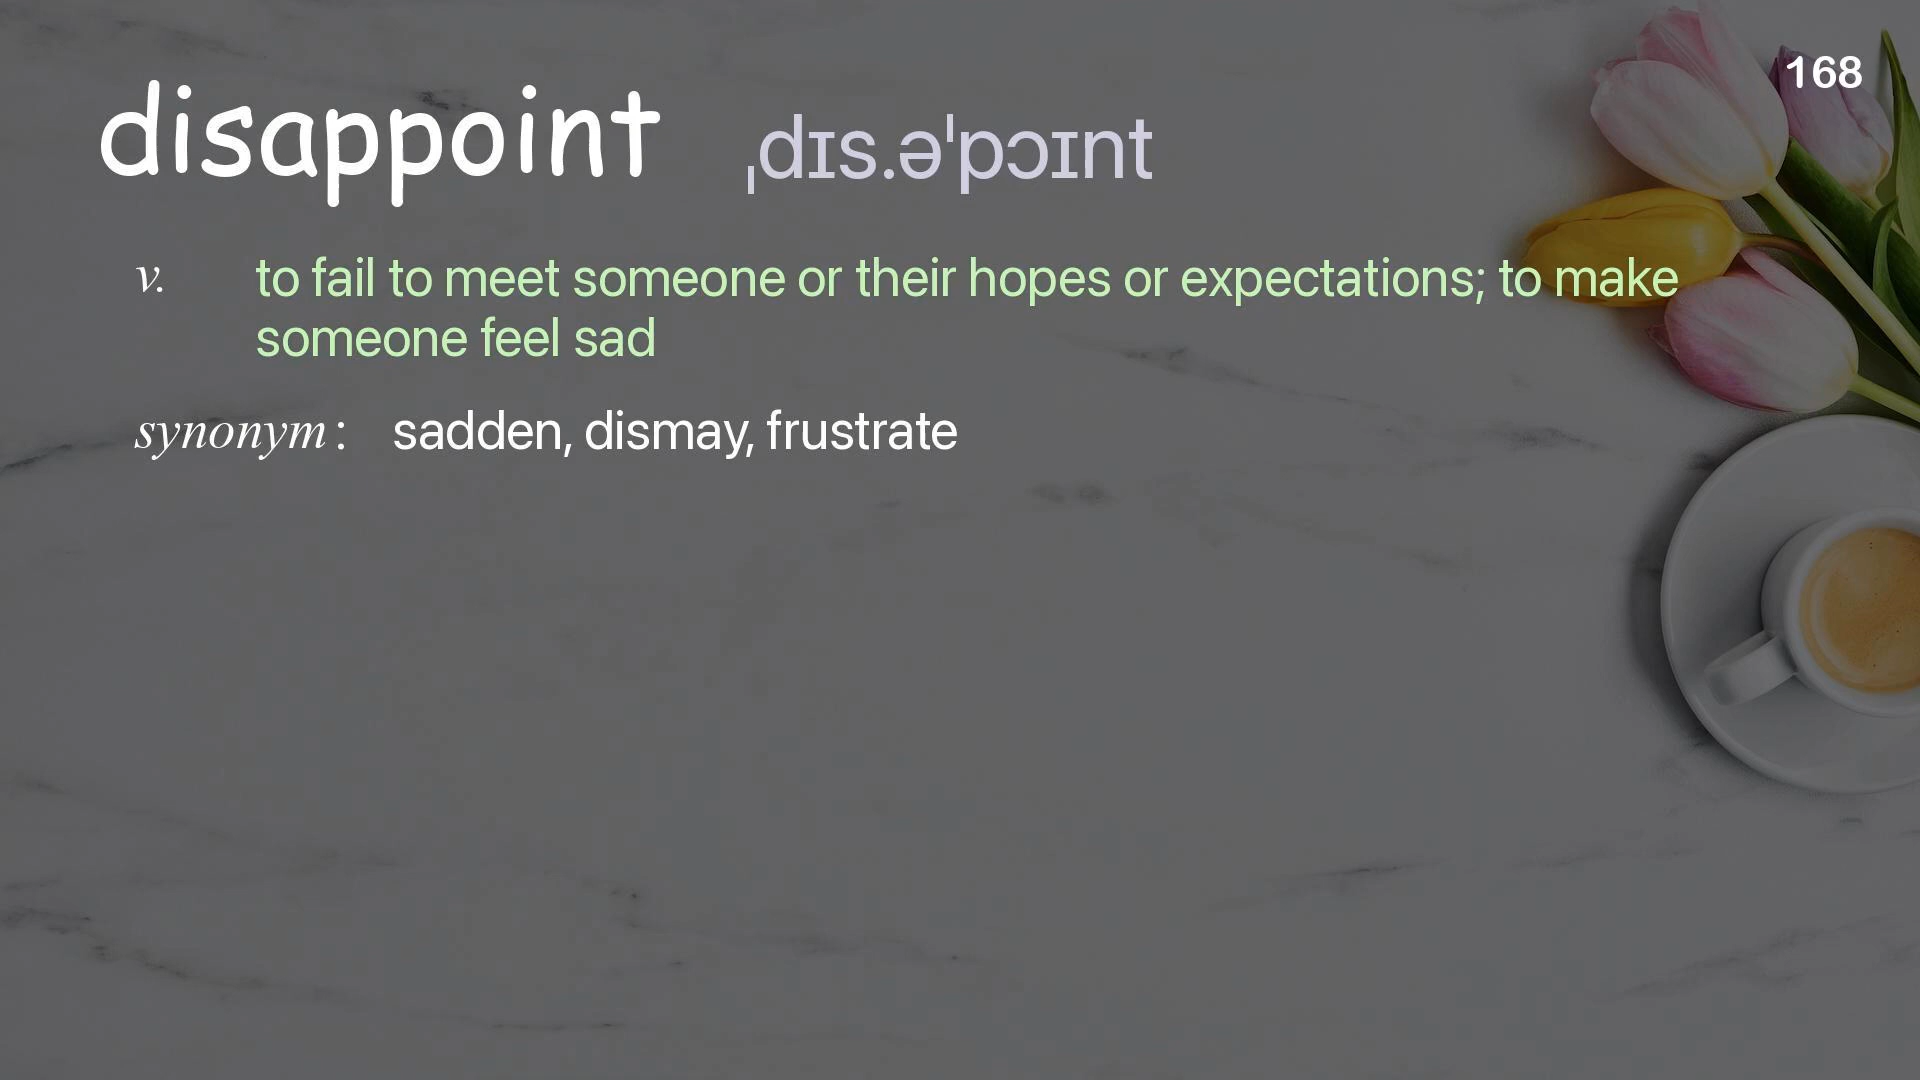 168
disappoint ˌdɪs.əˈpɔɪnt
v. to fail to meet someone or their hopes or expectations; to make
someone feel sad
synonym: sadden, dismay, frustrate